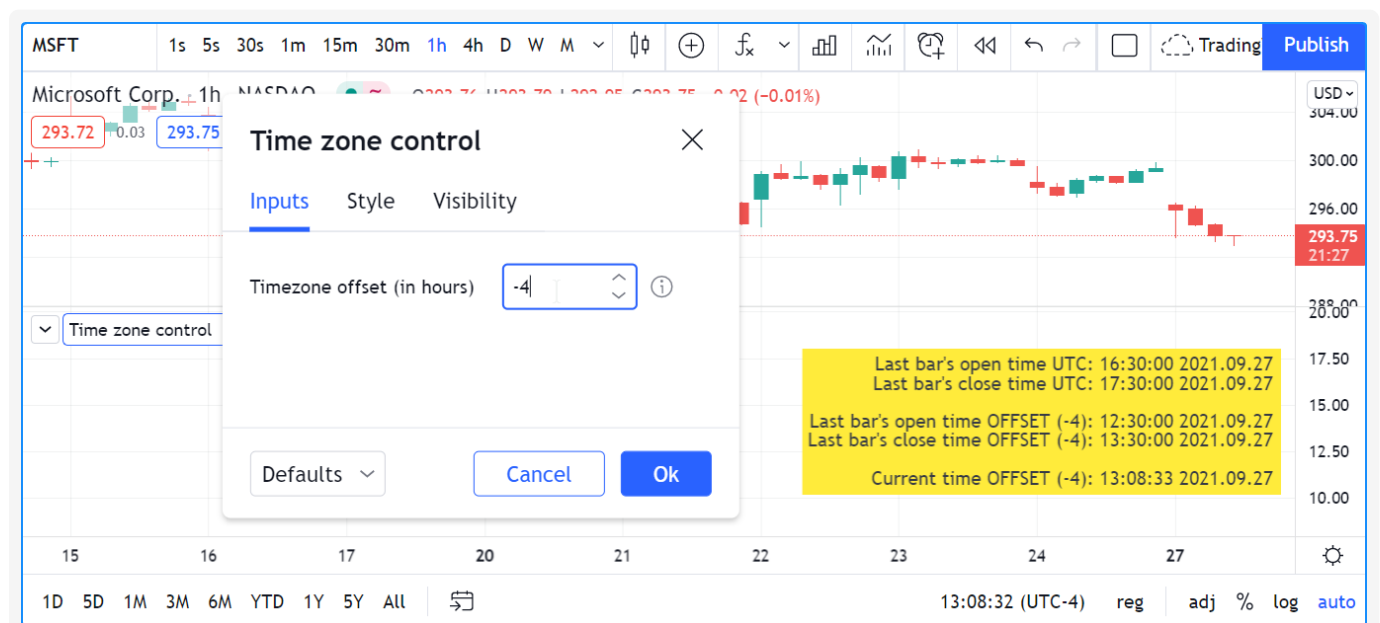 MSFT 1s 5s 30s 1m 15m 30m 1h 4h D W M Trading Publish
Microsoft Corp. · 1h NASDAQ (−0.01%) USD
304.00
293.72 0.03 293.75
Time zone control
300.00
Inputs Style Visibility
296.00
293.75
21:27
Timezone offset (in hours) -4
288.00
20.00
Time zone control
17.50
Last bar's open time UTC: 16:30:00 2021.09.27
Last bar's close time UTC: 17:30:00 2021.09.27
15.00
Last bar's open time OFFSET (-4): 12:30:00 2021.09.27
Last bar's close time OFFSET (-4): 13:30:00 2021.09.27
12.50
Defaults Cancel Ok
Current time OFFSET (-4): 13:08:33 2021.09.27
10.00
15 16 17 20 21 22 23 24 27
1D 5D 1M 3M 6M YTD 1Y 5Y All 13:08:32 (UTC-4) reg adj % log auto